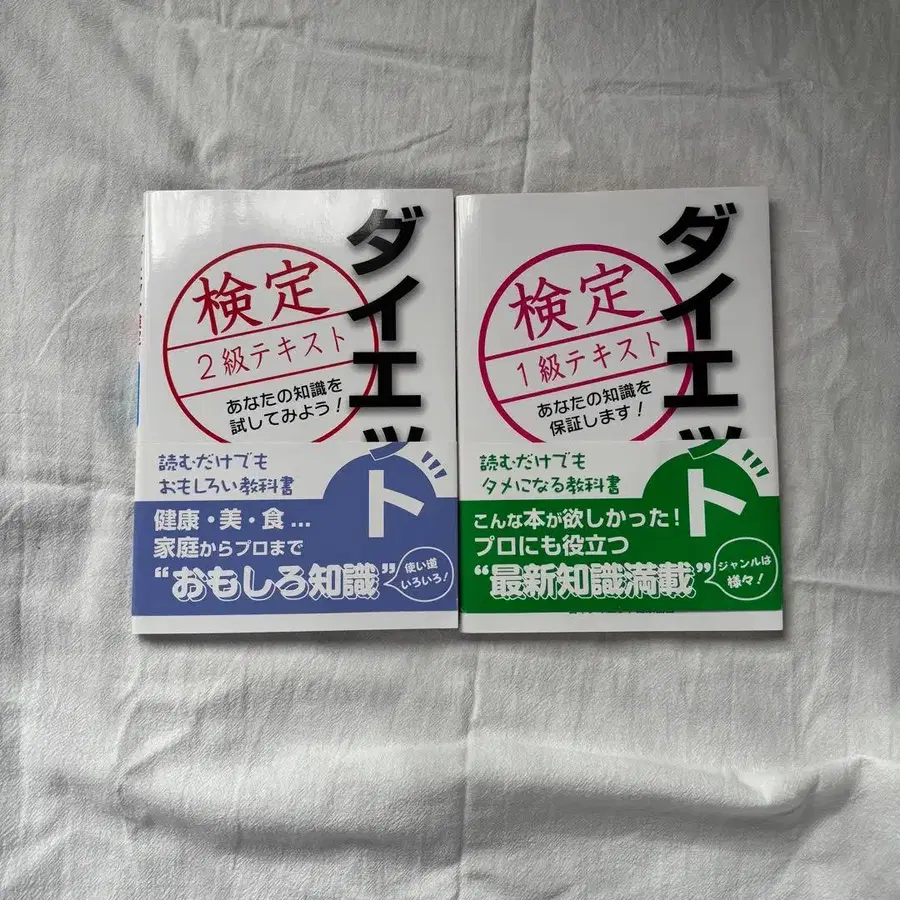 ダイエット
検定
2級テキスト
あなたの知識を
試してみよう!
読むだけでも
おもしろい教科書
健康・美・食…
家庭からプロまで
“おもしろ知識”
使い道
いろいろ!
ダイエット
検定
1級テキスト
あなたの知識を
保証します!
読むだけでも
タメになる教科書
こんな本が欲しかった!
プロにも役立つ
“最新知識満載”
ジャンルは
様々!